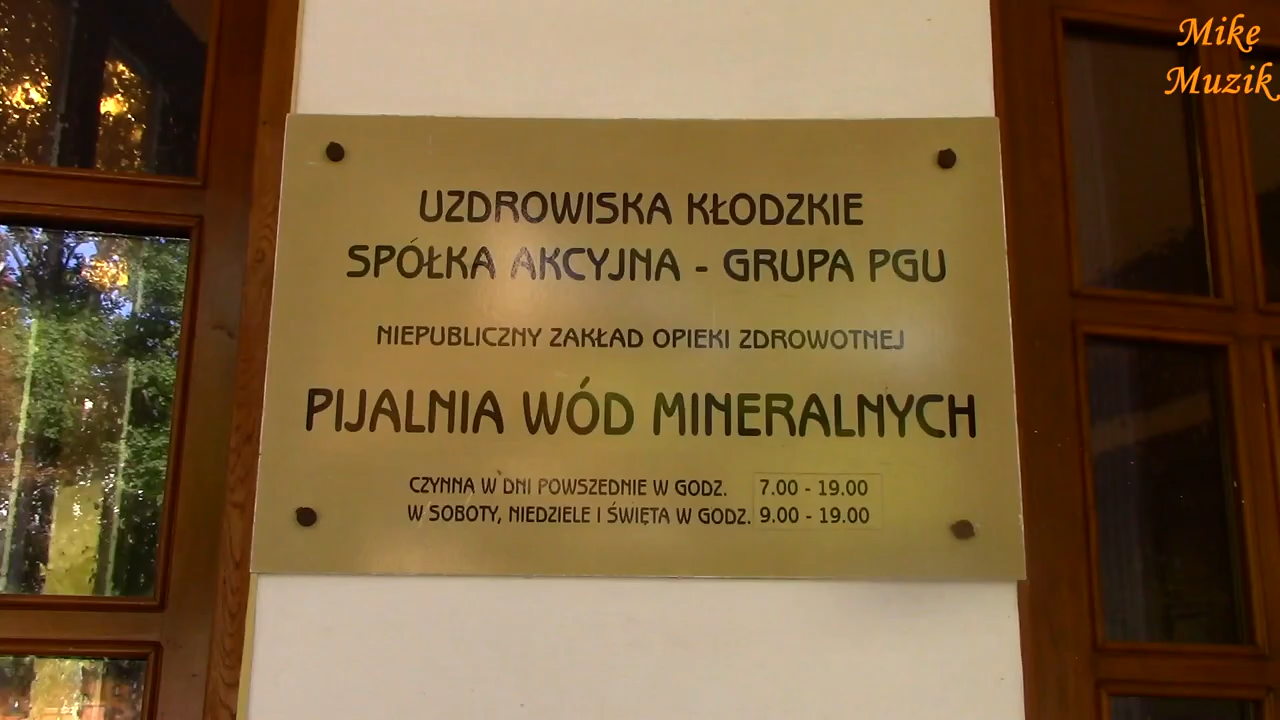 Mike
Muzik
UZDROWISKA KŁODZKIE
SPÓŁKA AKCYJNA - GRUPA PGU
NIEPUBLICZNY ZAKŁAD OPIEKI ZDROWOTNEJ
PIJALNIA WÓD MINERALNYCH
CZYNNA W DNI POWSZEDNIE W GODZ. 7.00 - 19.00
W SOBOTY, NIEDZIELE I ŚWIĘTA W GODZ. 9.00 - 19.00